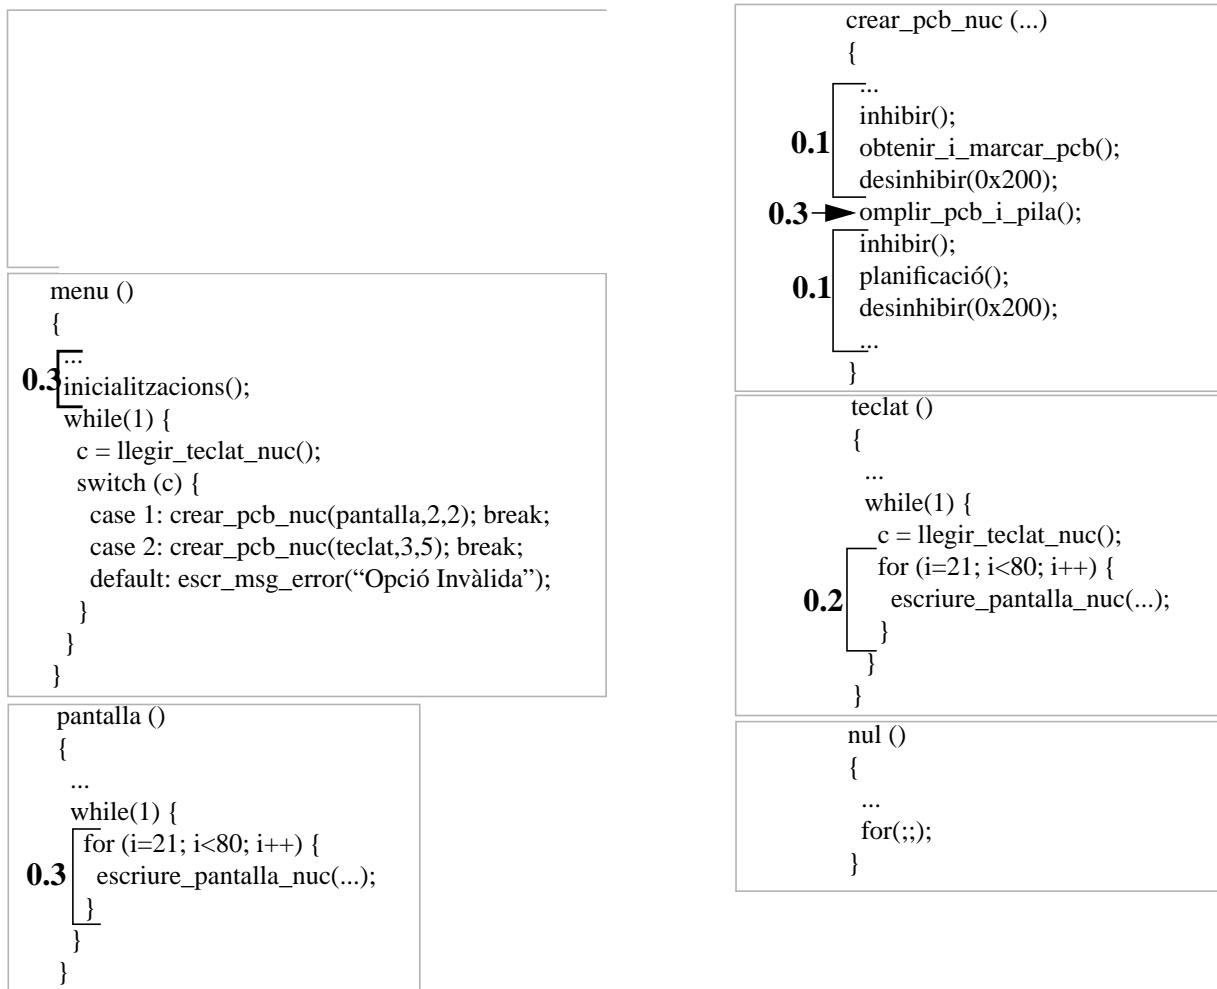 menu ()
{
...
0.3
inicialitzacions();
while(1) {
c = llegir_teclat_nuc();
switch (c) {
case 1: crear_pcb_nuc(pantalla,2,2); break;
case 2: crear_pcb_nuc(teclat,3,5); break;
default: escr_msg_error(“Opció Invàlida”);
}
}
}
pantalla ()
{
...
while(1) {
for (i=21; i<80; i++) {
0.3 escriure_pantalla_nuc(...);
}
}
}
crear_pcb_nuc (...)
{
...
inhibir();
0.1 obtenir_i_marcar_pcb();
desinhibir(0x200);
0.3 omplir_pcb_i_pila();
inhibir();
0.1 planificació();
desinhibir(0x200);
...
}
teclat ()
{
...
while(1) {
c = llegir_teclat_nuc();
for (i=21; i<80; i++) {
0.2 escriure_pantalla_nuc(...);
}
}
}
nul ()
{
...
for(;;);
}